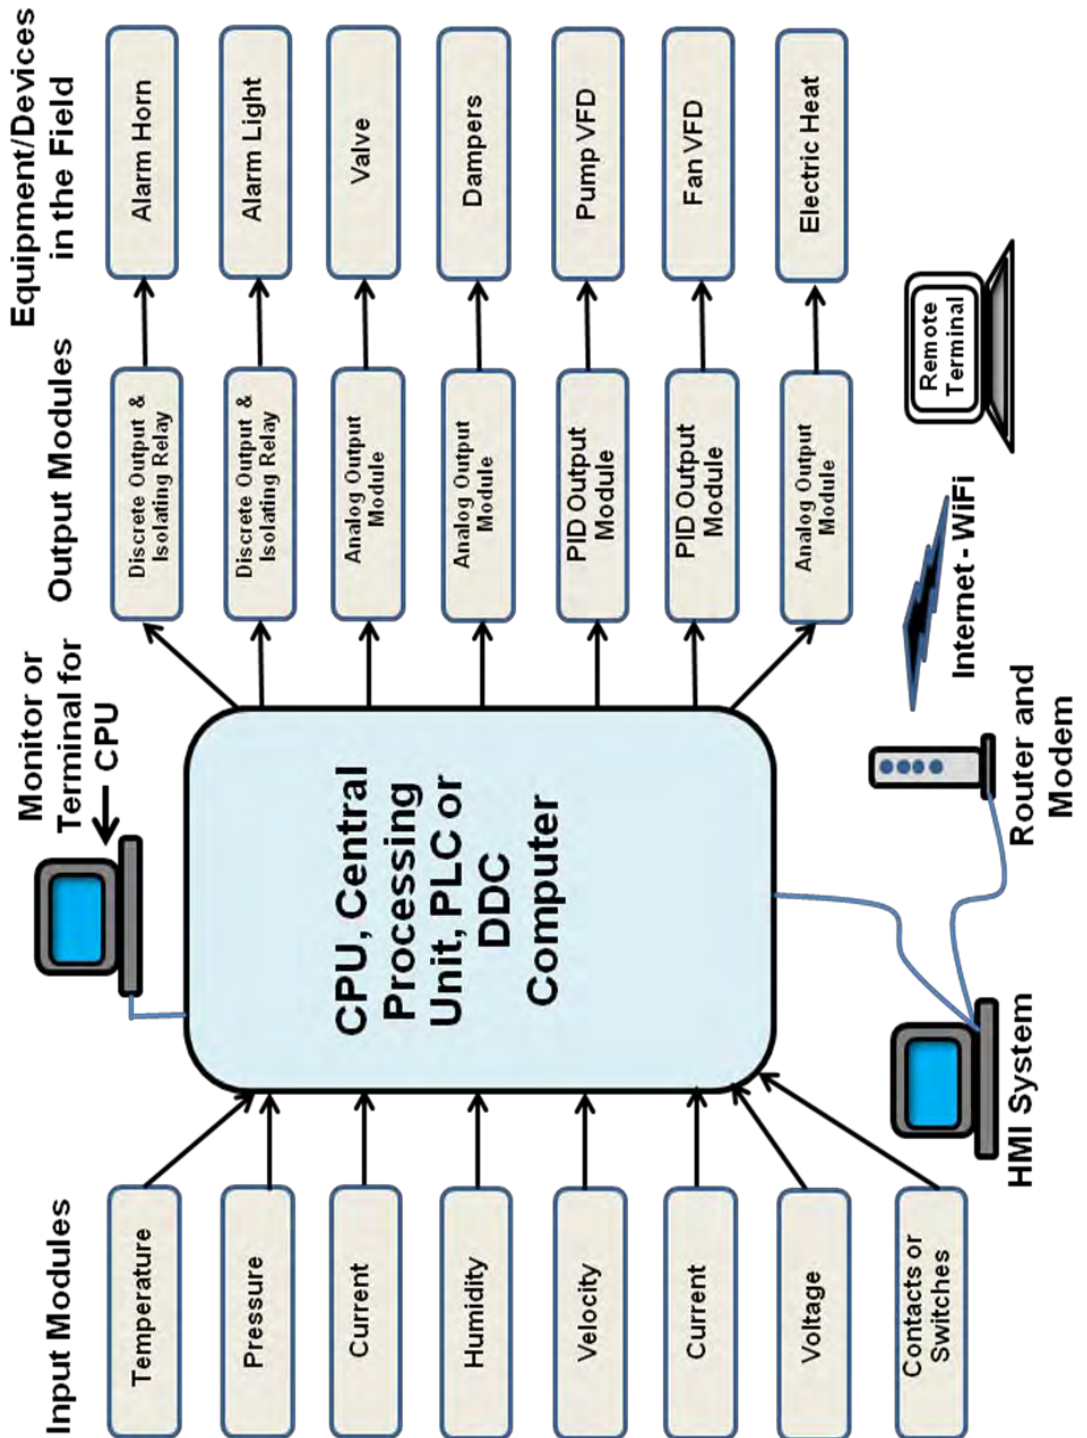 Input Modules
Temperature
Pressure
Current
Humidity
Velocity
Current
Voltage
Contacts or
Switches
Monitor or
Terminal for
CPU
CPU, Central
Processing
Unit, PLC or
DDC
Computer
HMI System
Router and
Modem
Internet - WiFi
Remote
Terminal
Output Modules
Discrete Output &
Isolating Relay
Discrete Output &
Isolating Relay
Analog Output
Module
Analog Output
Module
PID Output
Module
PID Output
Module
Analog Output
Module
Equipment/Devices
in the Field
Alarm Horn
Alarm Light
Valve
Dampers
Pump VFD
Fan VFD
Electric Heat